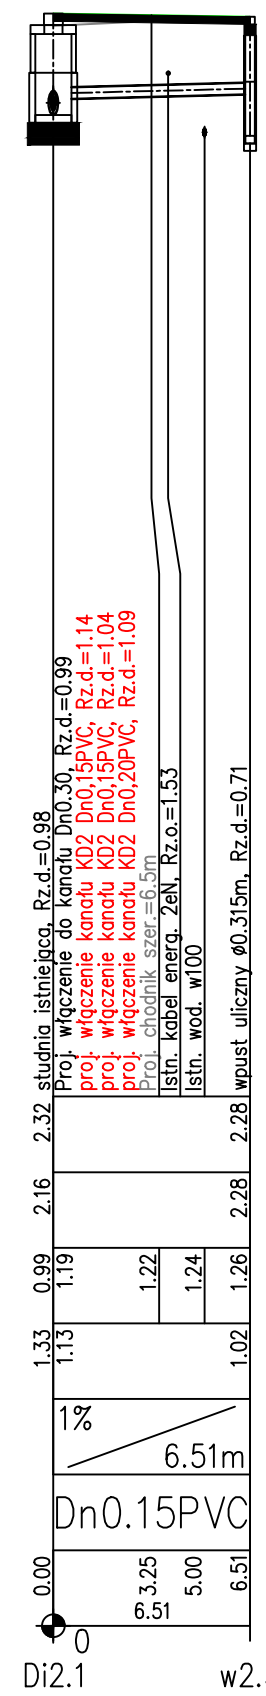 studnia istniejąca, Rz.d.=0.98
Proj. włączenie do kanału Dn0.30, Rz.d.=0.99
proj. włączenie kanału KD2 Dn0,15PVC, Rz.d.=1.14
proj. włączenie kanału KD2 Dn0,15PVC, Rz.d.=1.04
proj. włączenie kanału KD2 Dn0,20PVC, Rz.d.=1.09
Proj. chodnik szer.=6.5m
Istn. kabel energ. 2eN, Rz.o.=1.53
Istn. wod. w100
wpust uliczny ø0.315m, Rz.d.=0.71
2.32 2.28
2.16 2.28
0.99 1.19 1.22 1.24 1.26
1.33 1.13 1.02
1%
6.51m
Dn0.15PVC
0.00 3.25 5.00 6.51
6.51
0
Di2.1 w2.